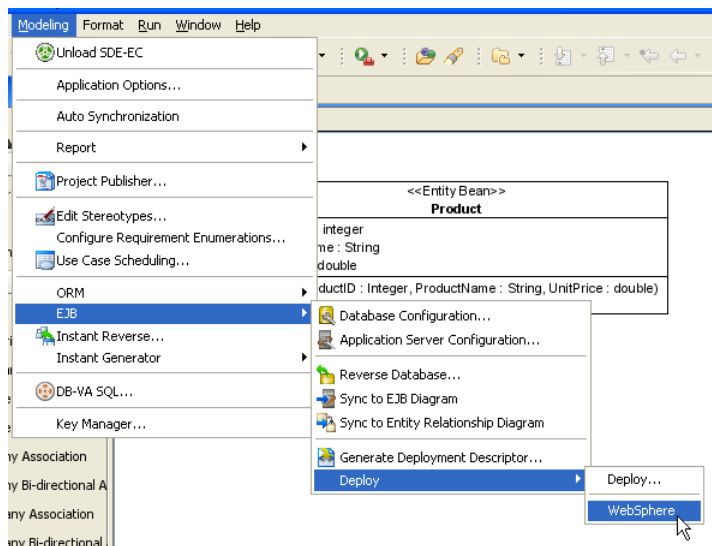 Modeling Format Run Window Help
Unload SDE-EC
Application Options...
Auto Synchronization
Report
Project Publisher...
Edit Stereotypes...
Configure Requirement Enumerations...
Use Case Scheduling...
ORM
EJB
Instant Reverse...
Instant Generator
DB-VA SQL...
Key Manager...
<<Entity Bean>>
Product
integer
me : String
double
ductID : Integer, ProductName : String, UnitPrice : double)
Database Configuration...
Application Server Configuration...
Reverse Database...
Sync to EJB Diagram
Sync to Entity Relationship Diagram
Generate Deployment Descriptor...
Deploy
Deploy...
WebSphere
ny Association
ny Bi-directional A
any Association
ny Bi-directional